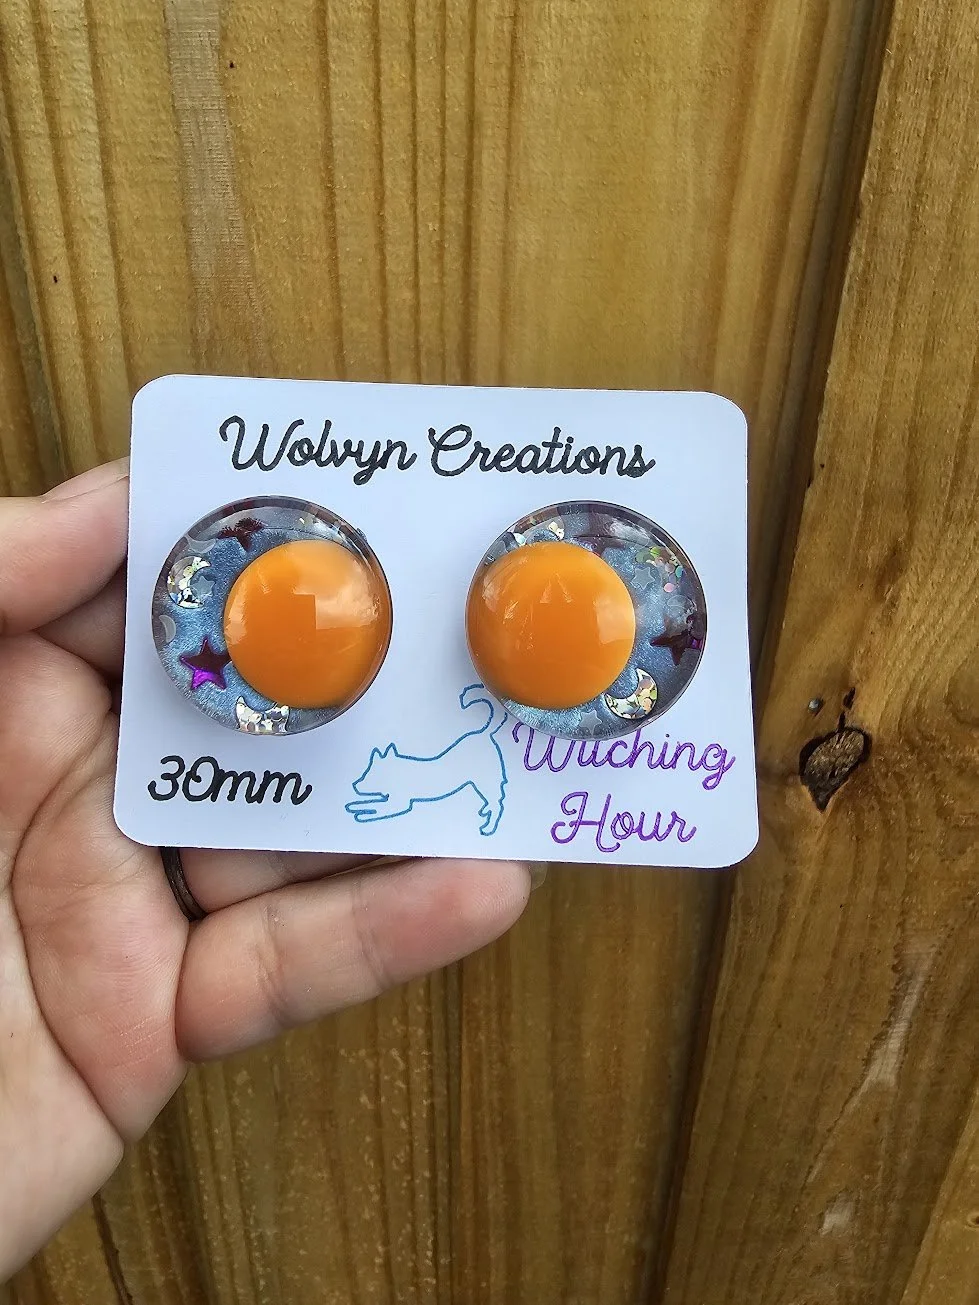 Wolvyn Creations
30mm
Witching
Hour